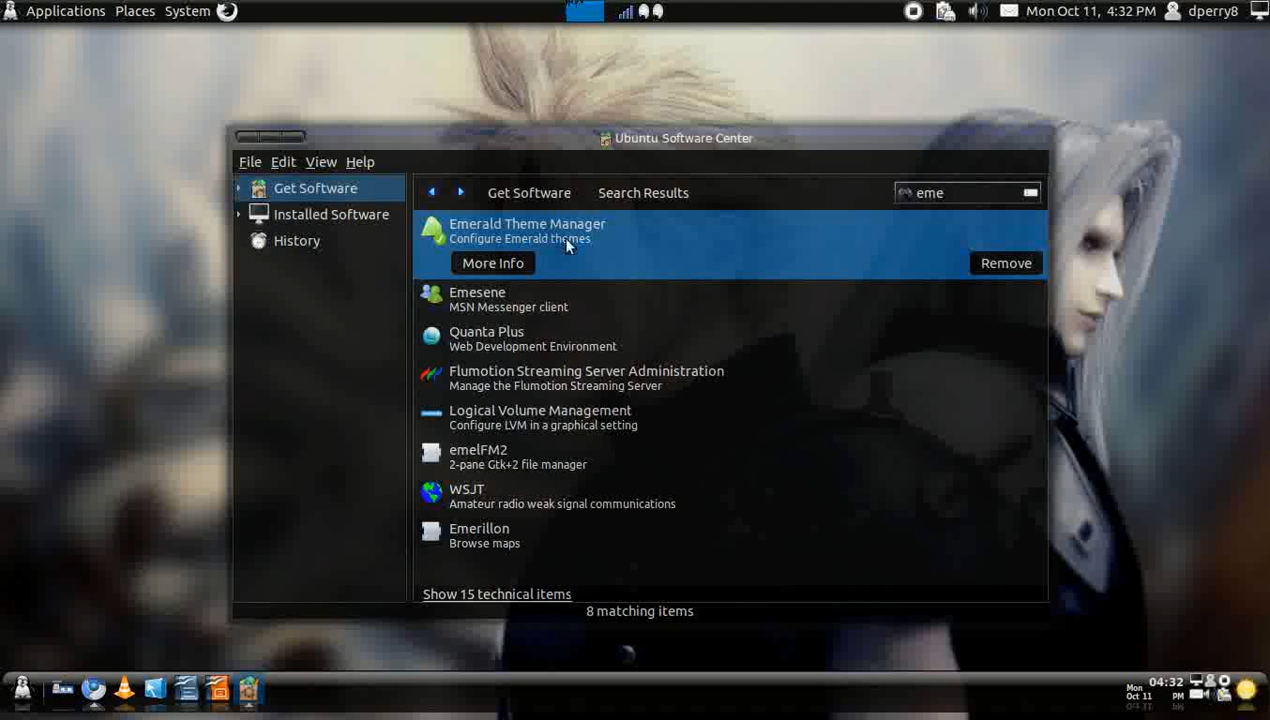 Applications Places System Mon Oct 11, 4:32 PM dperry8
Ubuntu Software Center
File Edit View Help
Get Software
Installed Software
History
Get Software Search Results eme
Emerald Theme Manager
Configure Emerald themes
More Info Remove
Emesene
MSN Messenger client
Quanta Plus
Web Development Environment
Flumotion Streaming Server Administration
Manage the Flumotion Streaming Server
Logical Volume Management
Configure LVM in a graphical setting
emelFM2
2-pane Gtk+2 file manager
WSJT
Amateur radio weak signal communications
Emerillon
Browse maps
Show 15 technical items
8 matching items
04:32
Mon
Oct 11 PM